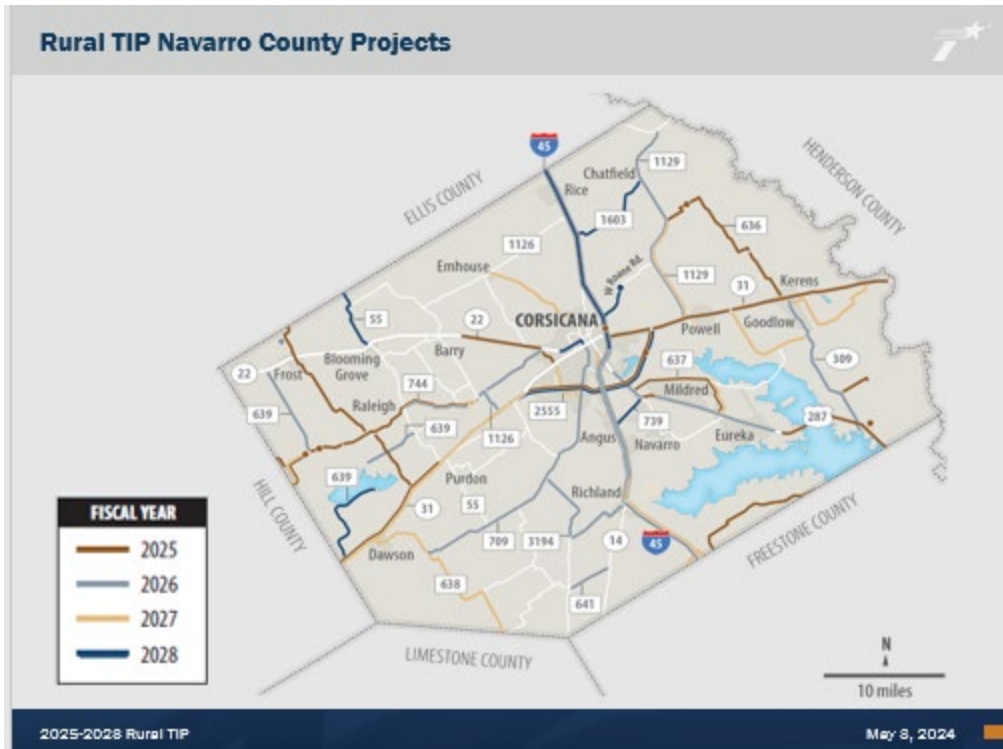 Rural TIP Navarro County Projects
45
1129
Chatfield
Rice
HENDERSON COUNTY
ELLIS COUNTY
1603
636
1126
Emhouse
W Roane Rd.
1129
Kerens
31
55
22
CORSICANA
Powell
Goodlow
Barry
Blooming
Grove
637
309
22
Frost
744
Mildred
Raleigh
639
287
639
2555
739
1126
Angus
Navarro
Eureka
639
Purdon
HILL COUNTY
55
Richland
31
FREESTONE COUNTY
709
3194
14
45
Dawson
638
641
LIMESTONE COUNTY
FISCAL YEAR
2025
2026
2027
2028
N
10 miles
2025-2028 Rural TIP
May 8, 2024